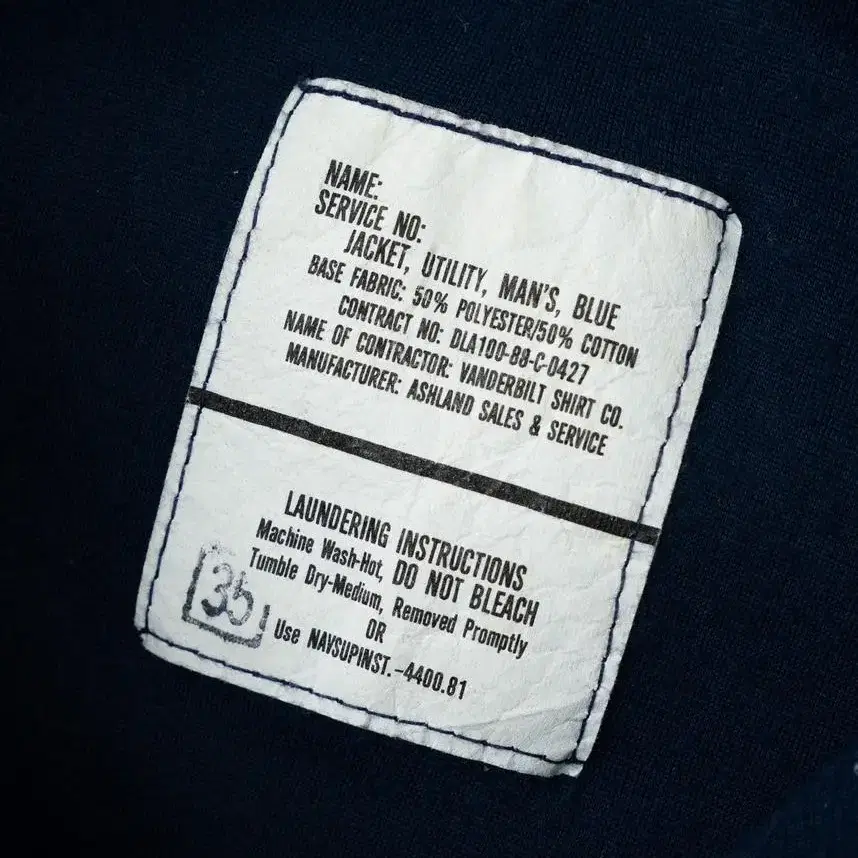 NAME:
SERVICE NO:
JACKET, UTILITY, MAN'S, BLUE
BASE FABRIC: 50% POLYESTER/50% COTTON
CONTRACT NO: DLA100-89-C-0427
NAME OF CONTRACTOR: VANDERBILT SHIRT CO.
MANUFACTURER: ASHLAND SALES & SERVICE
LAUNDERING INSTRUCTIONS
Machine Wash-Hot, DO NOT BLEACH
Tumble Dry-Medium, Removed Promptly
OR
Use NAVSUPINST.-4400.81
35